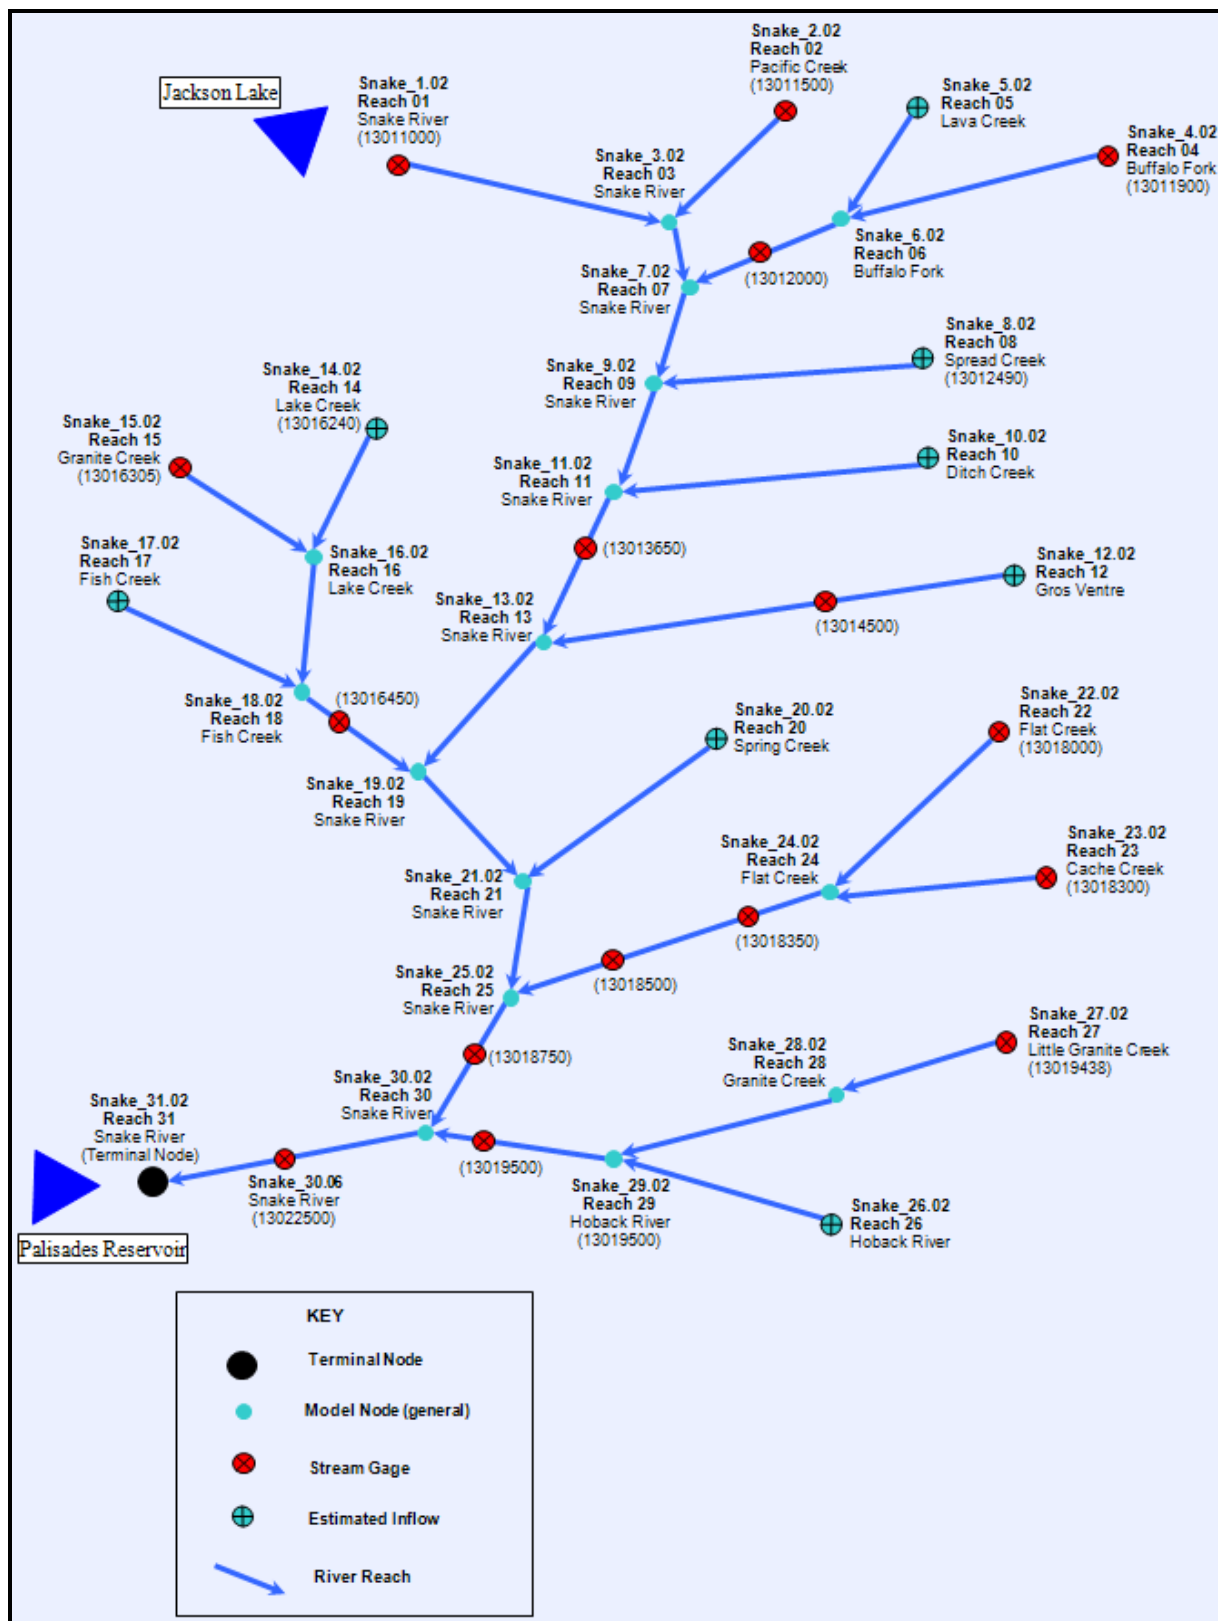 Jackson Lake
Snake_1.02
Reach 01
Snake River
(13011000)
Snake_2.02
Reach 02
Pacific Creek
(13011500)
Snake_5.02
Reach 05
Lava Creek
Snake_4.02
Reach 04
Buffalo Fork
(13011900)
Snake_3.02
Reach 03
Snake River
Snake_6.02
Reach 06
Buffalo Fork
(13012000)
Snake_7.02
Reach 07
Snake River
Snake_8.02
Reach 08
Spread Creek
(13012490)
Snake_9.02
Reach 09
Snake River
Snake_14.02
Reach 14
Lake Creek
(13016240)
Snake_15.02
Reach 15
Granite Creek
(13016305)
Snake_10.02
Reach 10
Ditch Creek
Snake_11.02
Reach 11
Snake River
(13013650)
Snake_17.02
Reach 17
Fish Creek
Snake_16.02
Reach 16
Lake Creek
Snake_12.02
Reach 12
Gros Ventre
(13014500)
Snake_13.02
Reach 13
Snake River
Snake_18.02
Reach 18
Fish Creek
(13016450)
Snake_22.02
Reach 22
Flat Creek
(13018000)
Snake_20.02
Reach 20
Spring Creek
Snake_19.02
Reach 19
Snake River
Snake_24.02
Reach 24
Flat Creek
Snake_23.02
Reach 23
Cache Creek
(13018300)
Snake_21.02
Reach 21
Snake River
(13018350)
(13018500)
Snake_25.02
Reach 25
Snake River
(13018750)
Snake_27.02
Reach 27
Little Granite Creek
(13019438)
Snake_28.02
Reach 28
Granite Creek
Snake_30.02
Reach 30
Snake River
Snake_31.02
Reach 31
Snake River
(Terminal Node)
(13019500)
Snake_30.06
Snake River
(13022500)
Snake_29.02
Reach 29
Hoback River
(13019500)
Snake_26.02
Reach 26
Hoback River
Palisades Reservoir
KEY
Terminal Node
Model Node (general)
Stream Gage
Estimated Inflow
River Reach